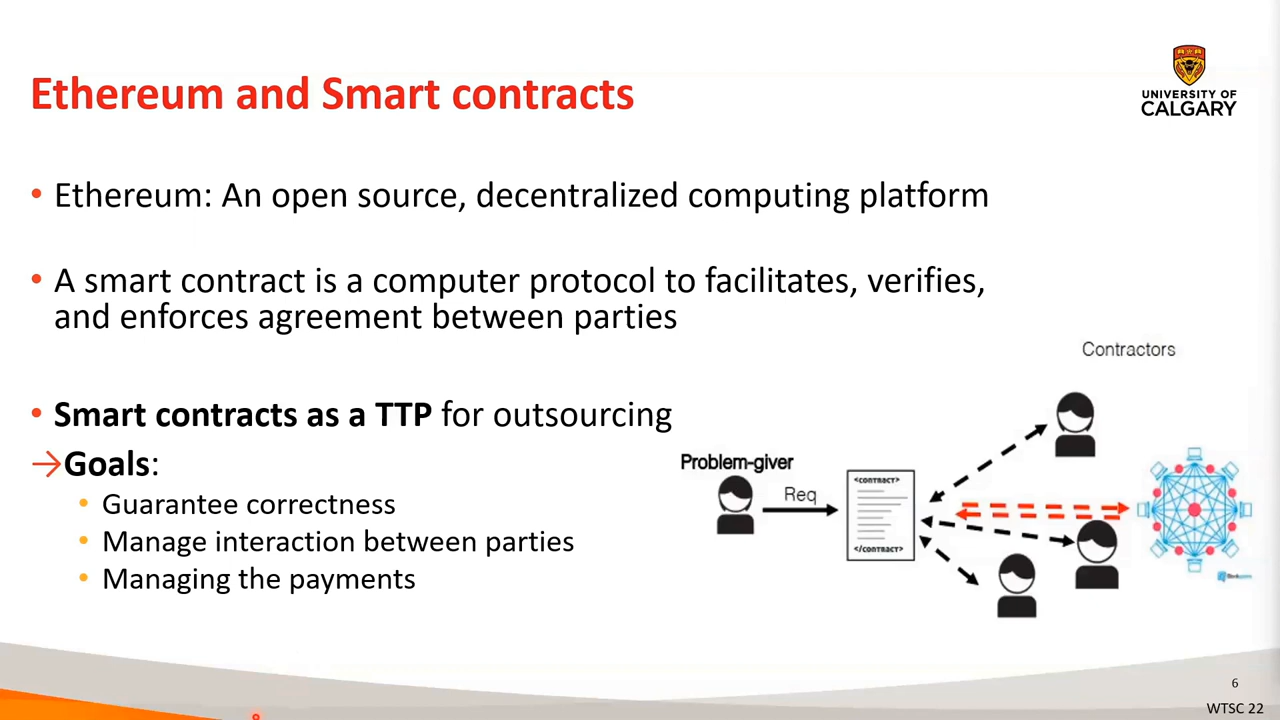 Ethereum and Smart contracts
UNIVERSITY OF
CALGARY
• Ethereum: An open source, decentralized computing platform
• A smart contract is a computer protocol to facilitates, verifies,
and enforces agreement between parties
• Smart contracts as a TTP for outsourcing
→Goals:
• Guarantee correctness
• Manage interaction between parties
• Managing the payments
Contractors
Problem-giver
Req
<CONTRACT>
</CONTRACT>
6
WTSC 22